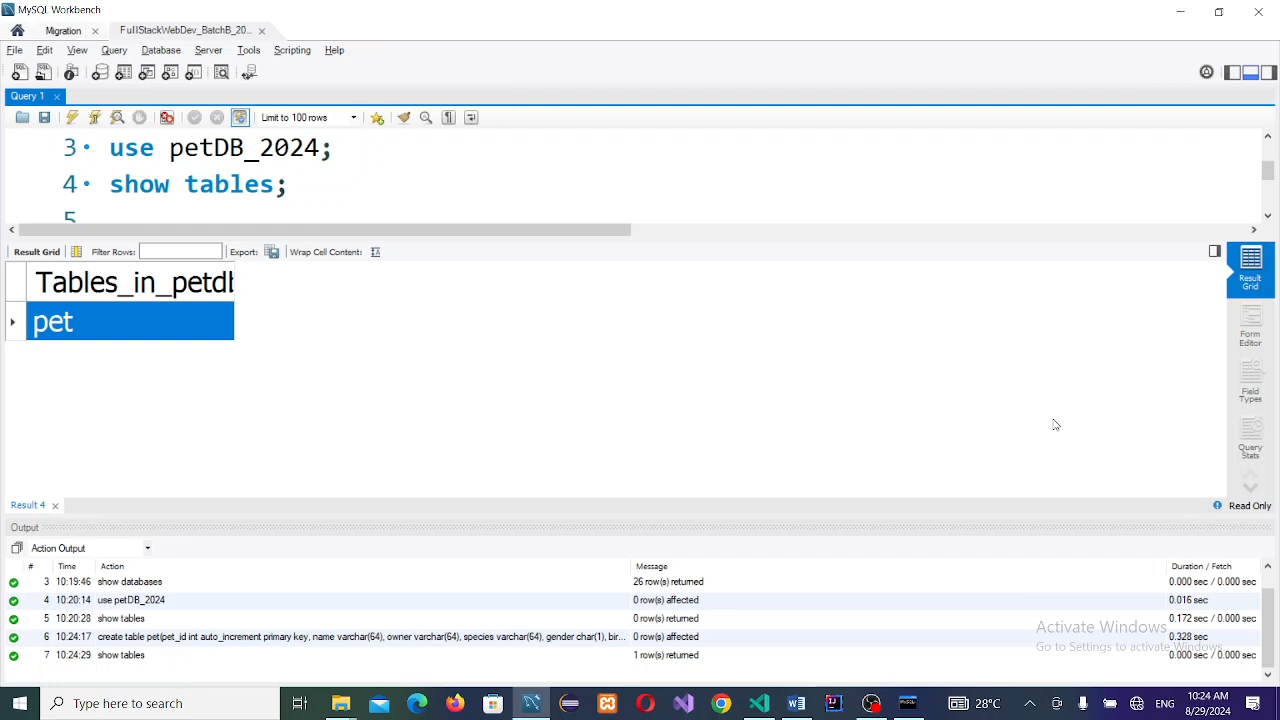 MySQL Workbench
Migration
FullStackWebDev_BatchB_20...
File Edit View Query Database Server Tools Scripting Help
Query 1
Limit to 100 rows
3 use petDB_2024;
4 show tables;
5
Result Grid Filter Rows: Export: Wrap Cell Content:
Tables_in_petdb
pet
Result Grid
Form Editor
Field Types
Query Stats
Result 4
Read Only
Output
Action Output
# Time Action Message Duration / Fetch
3 10:19:46 show databases 26 row(s) returned 0.000 sec / 0.000 sec
4 10:20:14 use petDB_2024 0 row(s) affected 0.016 sec
5 10:20:28 show tables 0 row(s) returned 0.172 sec / 0.000 sec
6 10:24:17 create table pet(pet_id int auto_increment primary key, name varchar(64), owner varchar(64), species varchar(64), gender char(1), bir... 0 row(s) affected 0.328 sec
7 10:24:29 show tables 1 row(s) returned 0.000 sec / 0.000 sec
Activate Windows
Go to Settings to activate Windows.
Type here to search
28°C
ENG
10:24 AM
8/29/2024